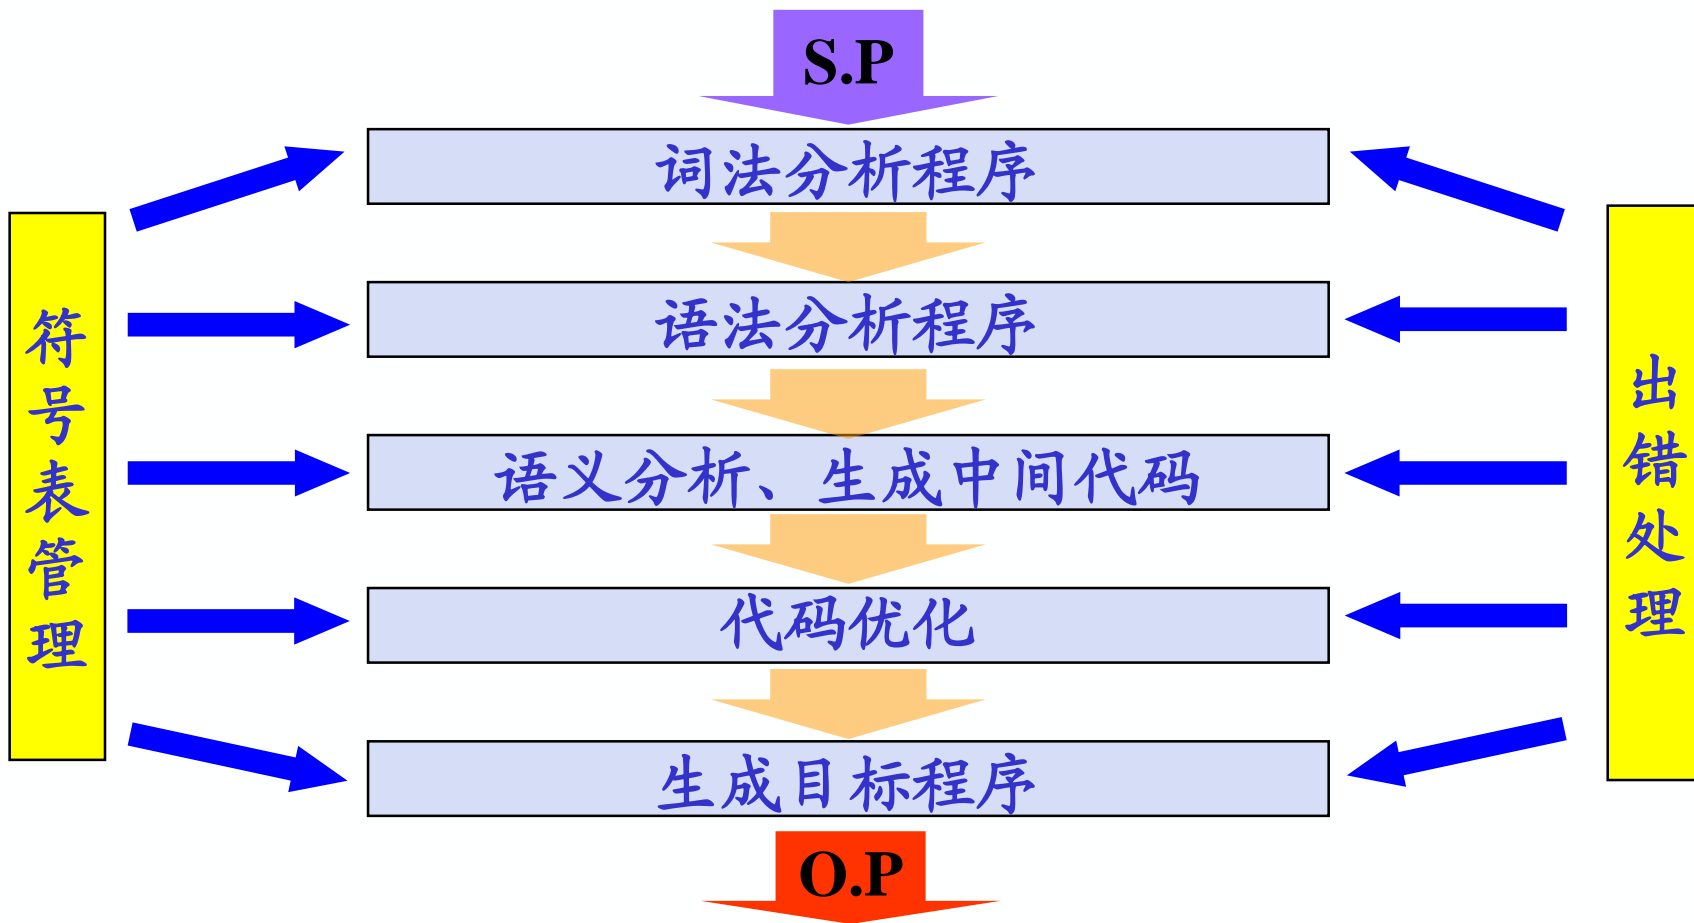 S.P
词法分析程序
语法分析程序
语义分析、生成中间代码
代码优化
生成目标程序
O.P
符号表管理
出错处理